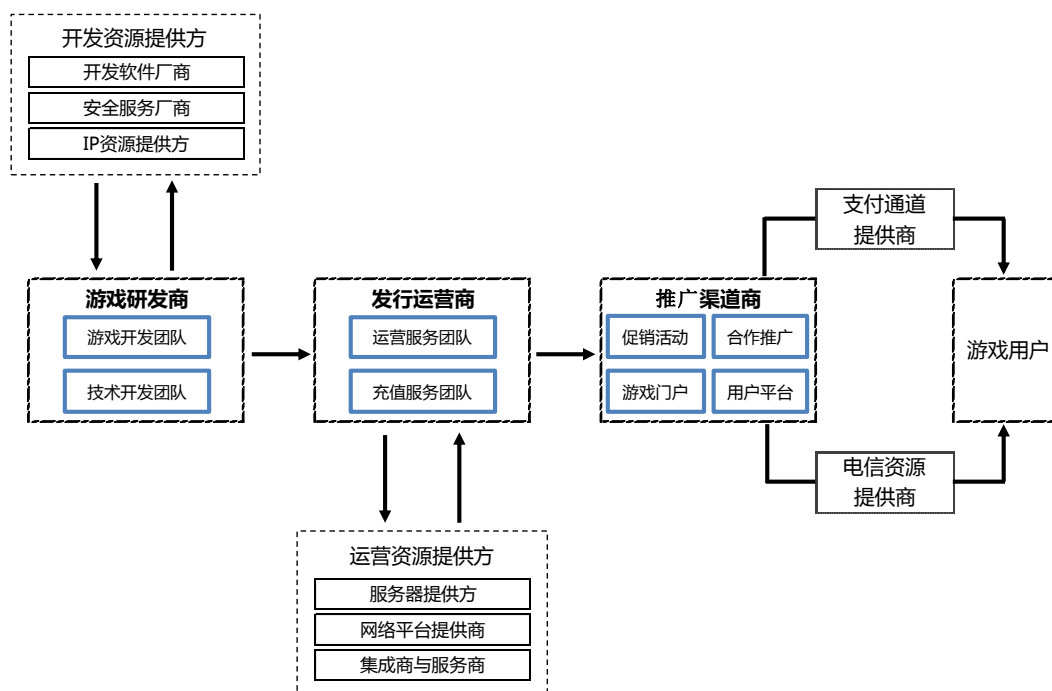 开发资源提供方
开发软件厂商
安全服务厂商
IP资源提供方
支付通道
提供商
游戏研发商
游戏开发团队
技术开发团队
发行运营商
运营服务团队
充值服务团队
推广渠道商
促销活动
合作推广
游戏门户
用户平台
游戏用户
电信资源
提供商
运营资源提供方
服务器提供方
网络平台提供商
集成商与服务商